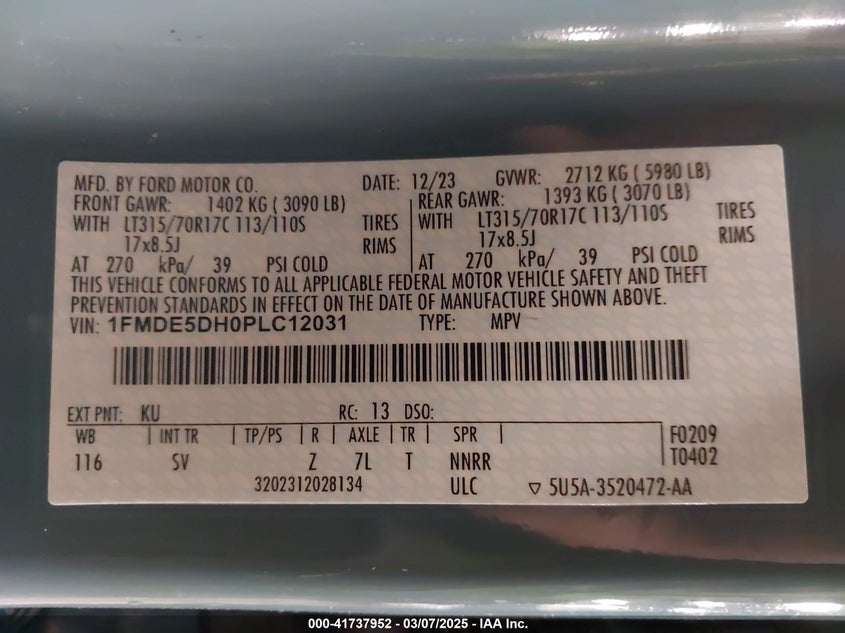 MFD. BY FORD MOTOR CO. DATE: 12/23 GVWR: 2712 KG ( 5980 LB)
FRONT GAWR: 1402 KG ( 3090 LB) REAR GAWR: 1393 KG ( 3070 LB)
WITH LT315/70R17C 113/110S TIRES WITH LT315/70R17C 113/110S TIRES
17x8.5J RIMS 17x8.5J RIMS
AT 270 kPa/ 39 PSI COLD AT 270 kPa/ 39 PSI COLD
THIS VEHICLE CONFORMS TO ALL APPLICABLE FEDERAL MOTOR VEHICLE SAFETY AND THEFT
PREVENTION STANDARDS IN EFFECT ON THE DATE OF MANUFACTURE SHOWN ABOVE.
VIN: 1FMDE5DH0PLC12031 TYPE: MPV
EXT PNT: KU RC: 13 DSO:
WB INT TR TP/PS R AXLE TR SPR F0209
116 SV Z 7L T NNRR T0402
3202312028134 ULC ▽ 5U5A-3520472-AA
000-41737952 - 03/07/2025 - IAA Inc.